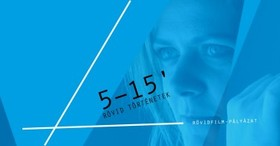 5–15'
RÖVID TÖRTÉNETEK
RÖVIDFILM-PÁLYÁZAT